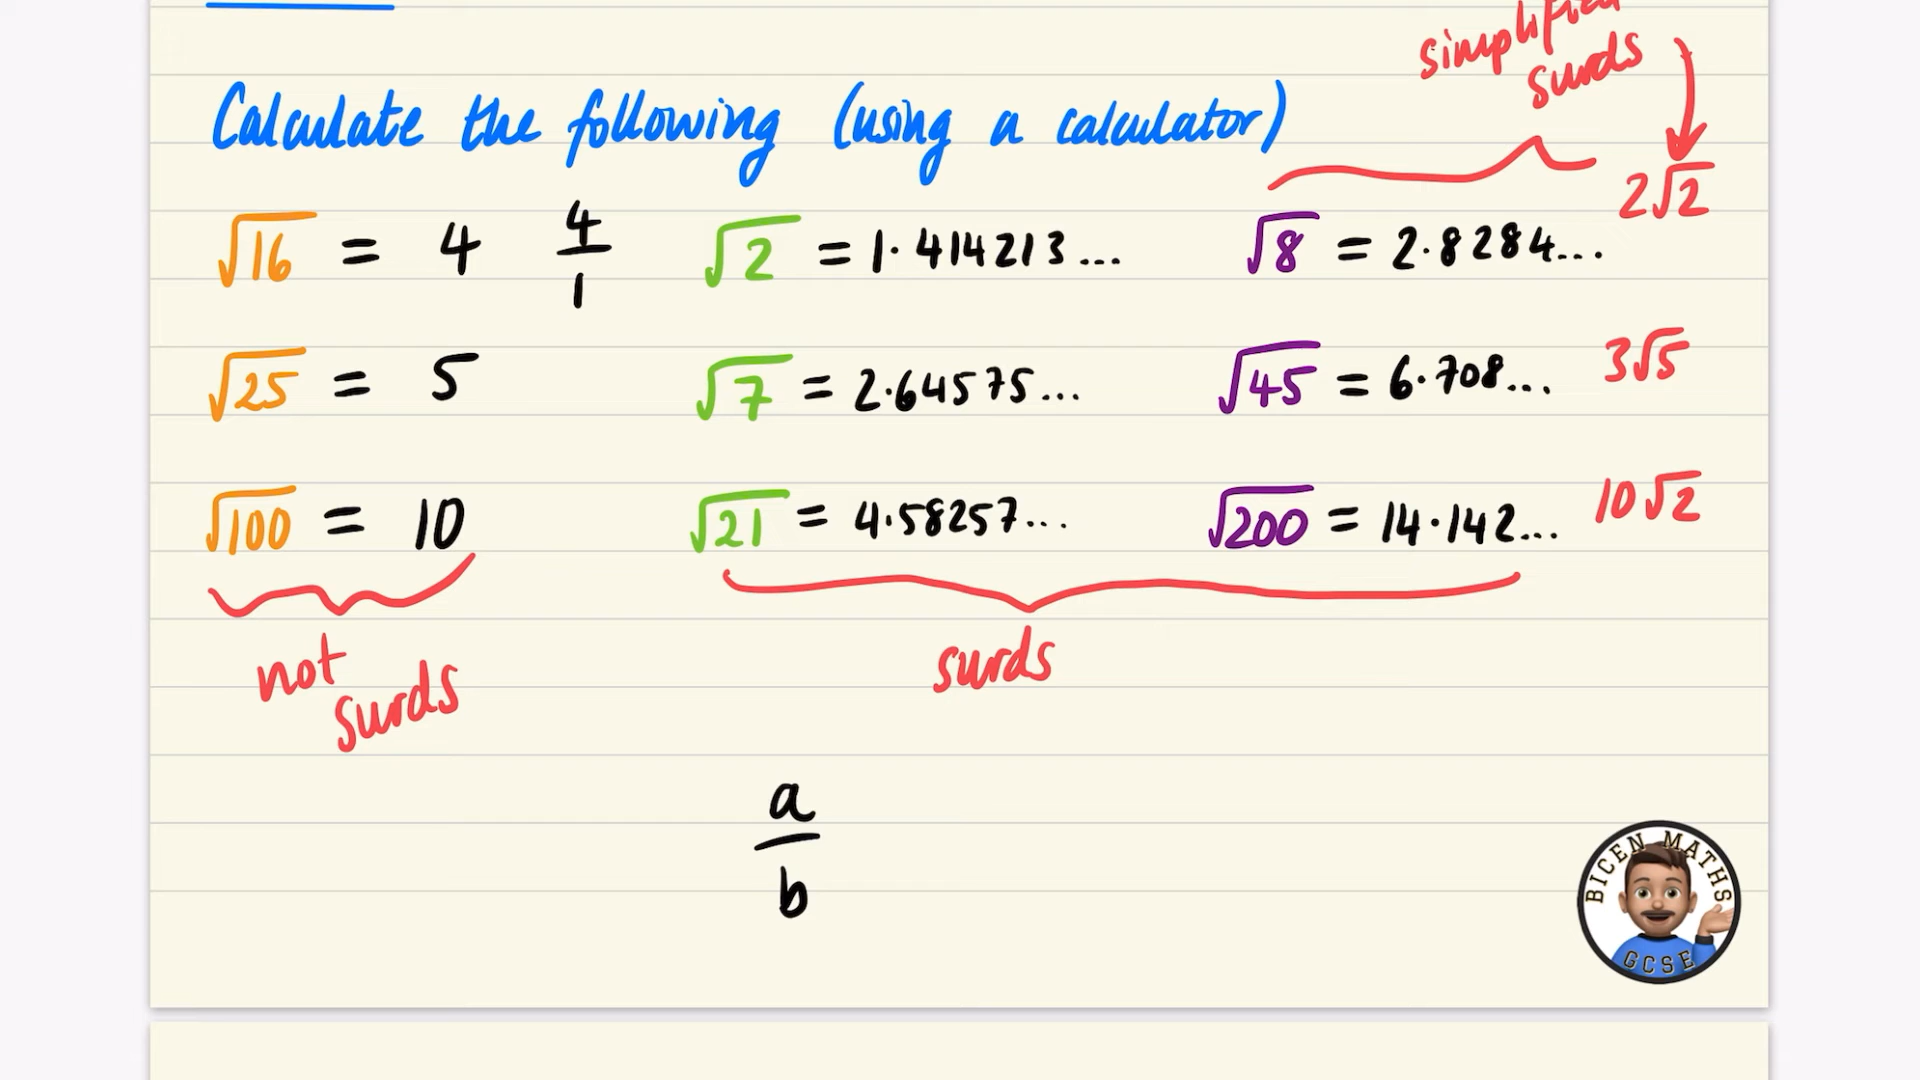 simplified
surds
Calculate the following (using a calculator)
√16 = 4 4/1 √2 = 1.414213... √8 = 2.8284... 2√2
√25 = 5 √7 = 2.64575... √45 = 6.708... 3√5
√100 = 10 √21 = 4.58257... √200 = 14.142... 10√2
not
surds
surds
a/b
BICEN MATHS
GCSE